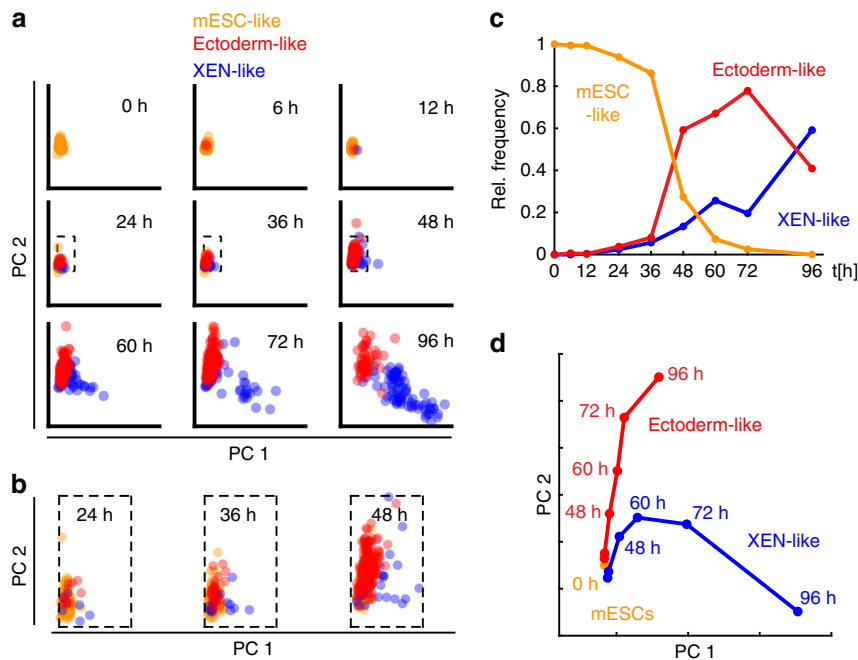 a
mESC-like
Ectoderm-like
XEN-like
0 h
6 h
12 h
24 h
36 h
48 h
60 h
72 h
96 h
PC 2
PC 1
b
24 h
36 h
48 h
PC 2
PC 1
c
1
0.8
0.6
0.4
0.2
0
Rel. frequency
mESC
-like
Ectoderm-like
XEN-like
0
12
24
36
48
60
72
96
t[h]
d
96 h
72 h
Ectoderm-like
60 h
48 h
60 h
72 h
48 h
XEN-like
0 h
mESCs
96 h
PC 2
PC 1